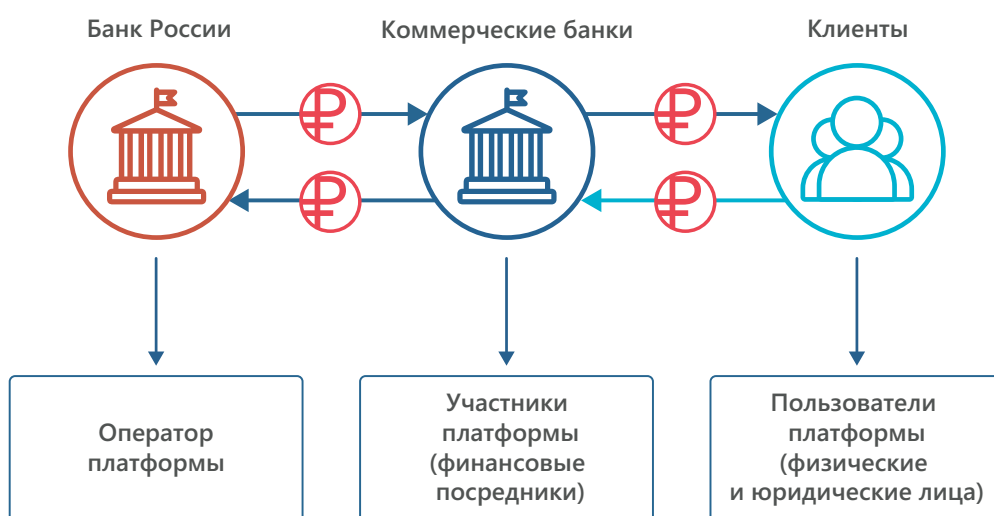 Банк России
Коммерческие банки
Клиенты
₽
₽
₽
₽
Оператор
платформы
Участники
платформы
(финансовые
посредники)
Пользователи
платформы
(физические
и юридические лица)